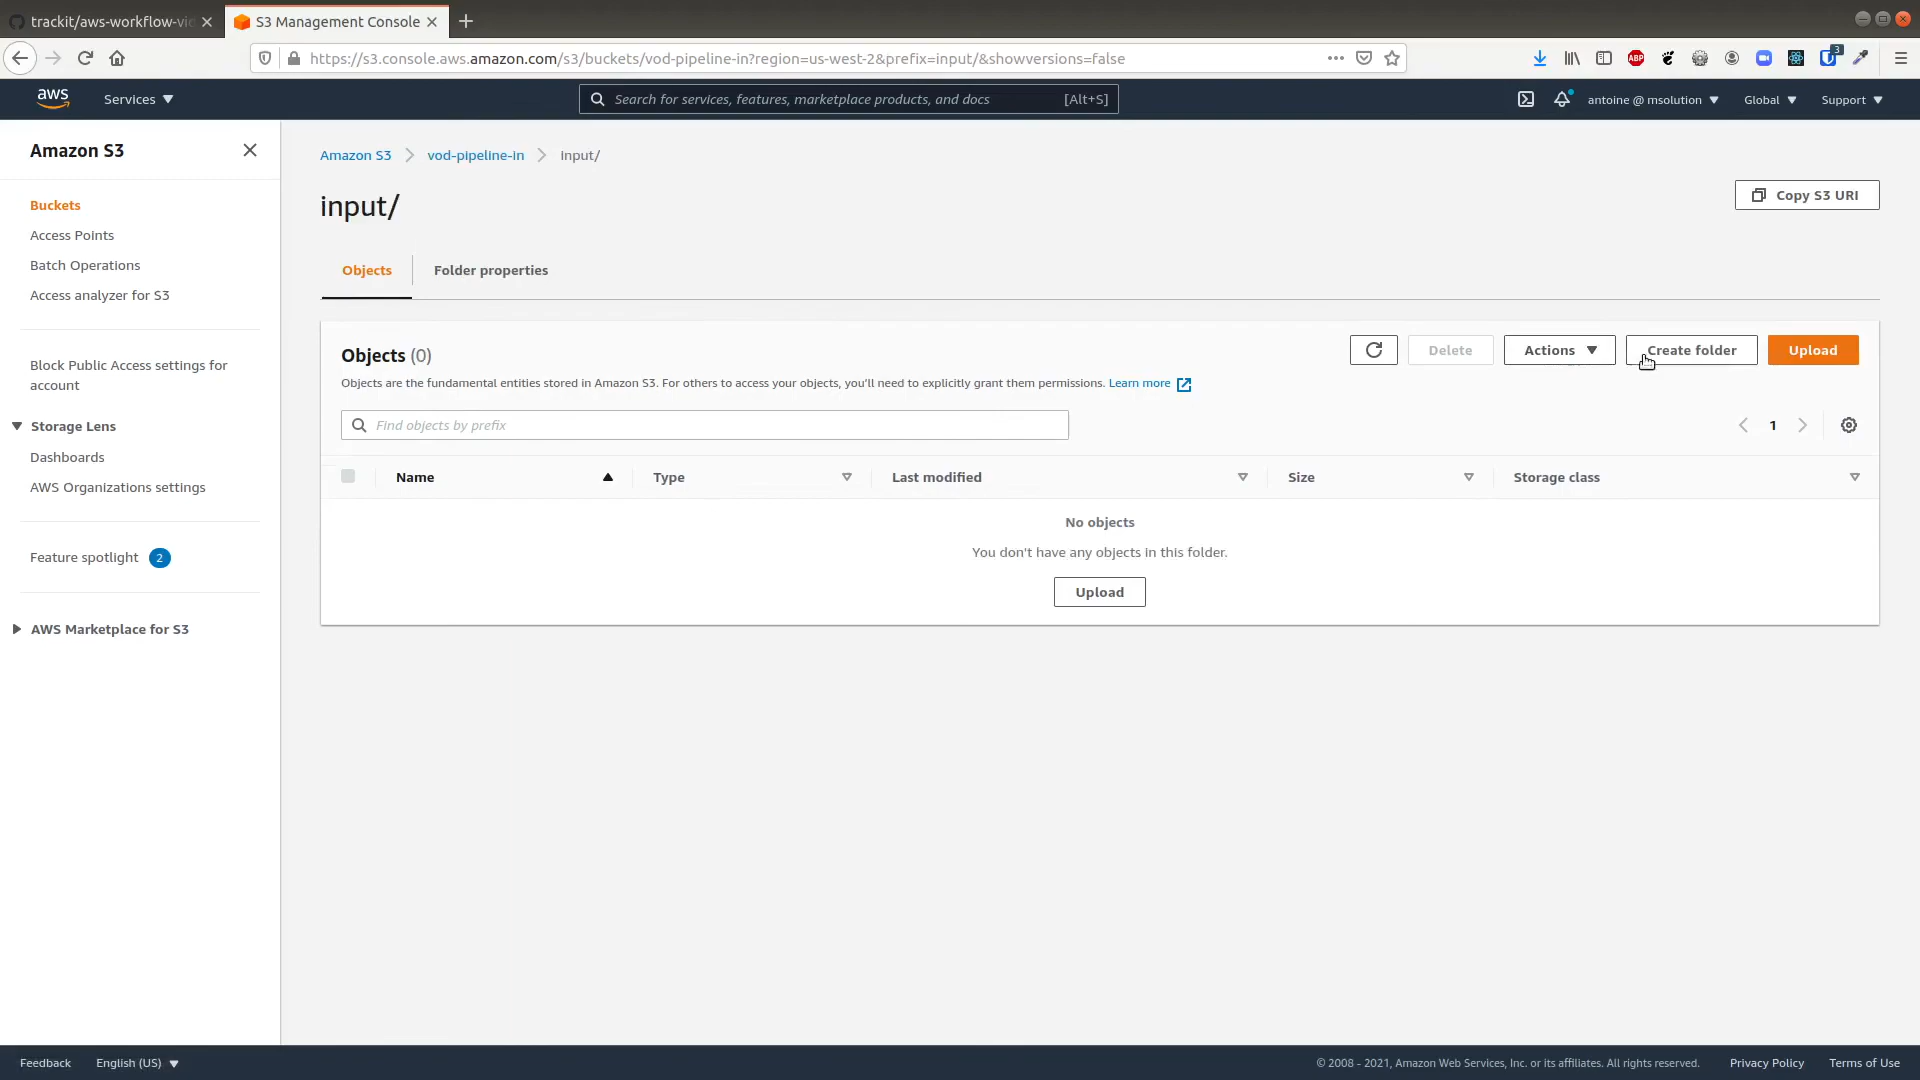 trackit/aws-workflow-vid
S3 Management Console
https://s3.console.aws.amazon.com/s3/buckets/vod-pipeline-in?region=us-west-2&prefix=input/&showversions=false
ABP
3
aws
Services
Search for services, features, marketplace products, and docs
[Alt+S]
antoine @ msolution
Global
Support
Amazon S3
Buckets
Access Points
Batch Operations
Access analyzer for S3
Block Public Access settings for
account
Storage Lens
Dashboards
AWS Organizations settings
Feature spotlight 2
AWS Marketplace for S3
Amazon S3 > vod-pipeline-in > input/
input/
Copy S3 URI
Objects
Folder properties
Objects (0)
Delete
Actions
Create folder
Upload
Objects are the fundamental entities stored in Amazon S3. For others to access your objects, you'll need to explicitly grant them permissions. Learn more
Find objects by prefix
1
Name
Type
Last modified
Size
Storage class
No objects
You don't have any objects in this folder.
Upload
Feedback
English (US)
© 2008 - 2021, Amazon Web Services, Inc. or its affiliates. All rights reserved.
Privacy Policy
Terms of Use